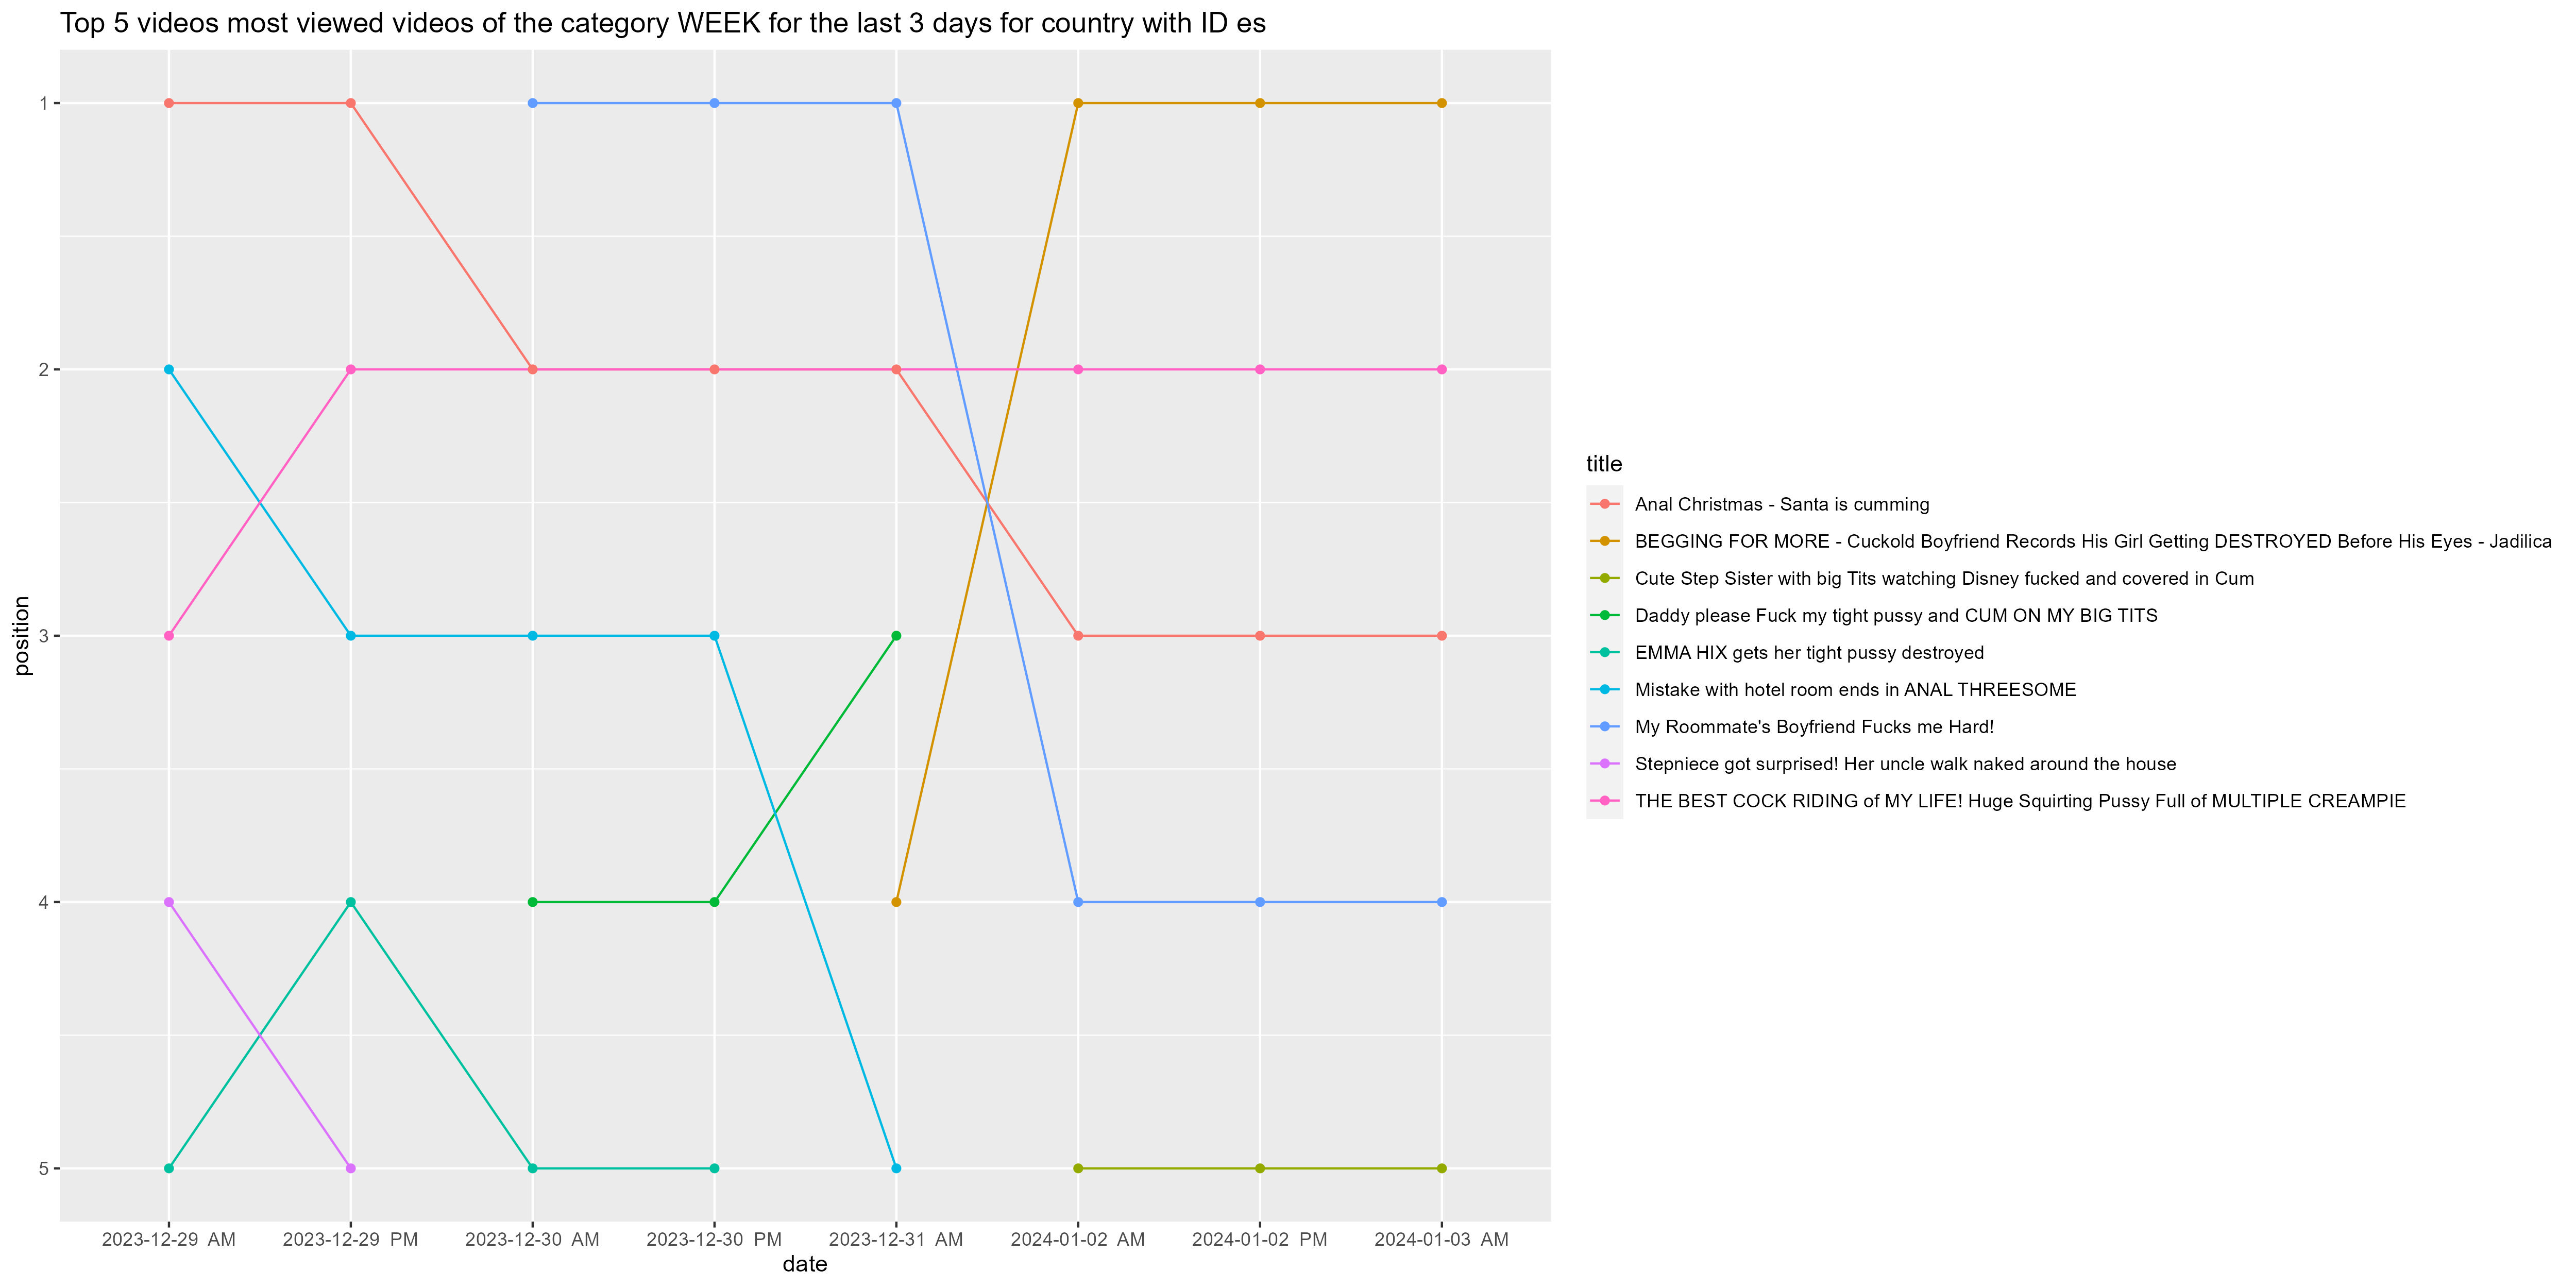 Top 5 videos most viewed videos of the category WEEK for the last 3 days for country with ID es
position
1
2
3
4
5
2023-12-29 AM
2023-12-29 PM
2023-12-30 AM
2023-12-30 PM
2023-12-31 AM
2024-01-02 AM
2024-01-02 PM
2024-01-03 AM
date
title
Anal Christmas - Santa is cumming
BEGGING FOR MORE - Cuckold Boyfriend Records His Girl Getting DESTROYED Before His Eyes - Jadilica
Cute Step Sister with big Tits watching Disney fucked and covered in Cum
Daddy please Fuck my tight pussy and CUM ON MY BIG TITS
EMMA HIX gets her tight pussy destroyed
Mistake with hotel room ends in ANAL THREESOME
My Roommate's Boyfriend Fucks me Hard!
Stepniece got surprised! Her uncle walk naked around the house
THE BEST COCK RIDING of MY LIFE! Huge Squirting Pussy Full of MULTIPLE CREAMPIE